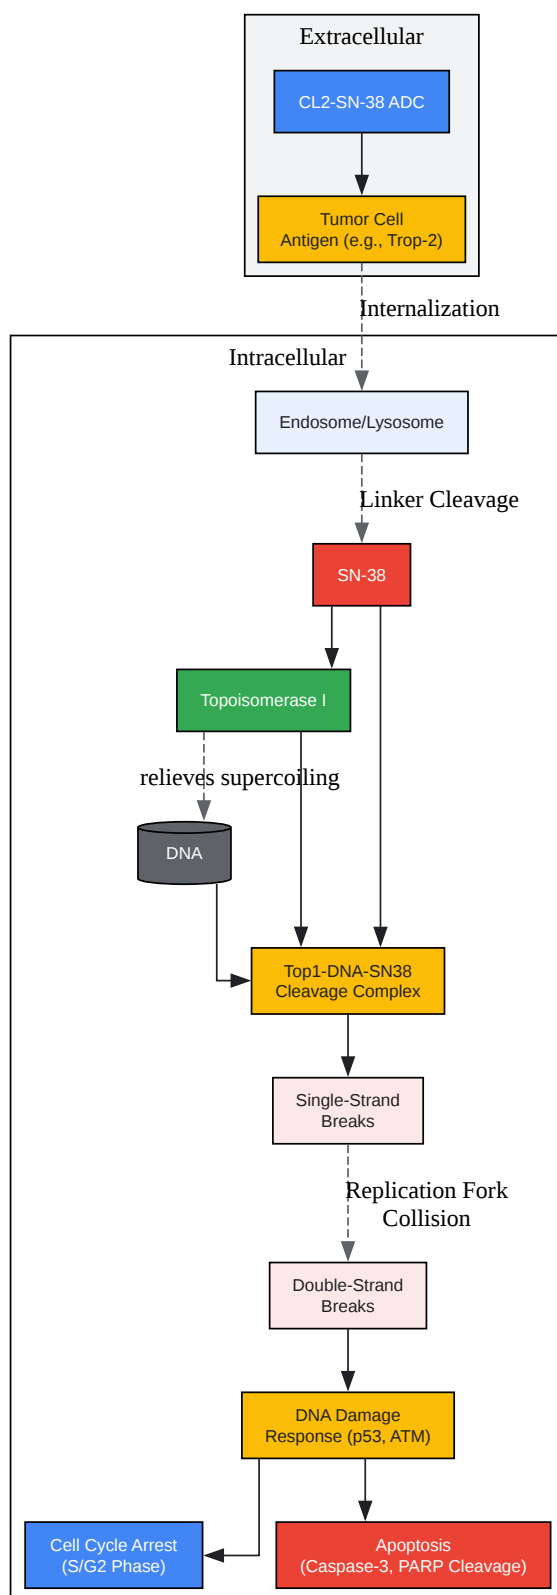 Extracellular
CL2-SN-38 ADC
Tumor Cell
Antigen (e.g., Trop-2)
Internalization
Intracellular
Endosome/Lysosome
Linker Cleavage
SN-38
Topoisomerase I
relieves supercoiling
DNA
Top1-DNA-SN38
Cleavage Complex
Single-Strand
Breaks
Replication Fork
Collision
Double-Strand
Breaks
DNA Damage
Response (p53, ATM)
Cell Cycle Arrest
(S/G2 Phase)
Apoptosis
(Caspase-3, PARP Cleavage)